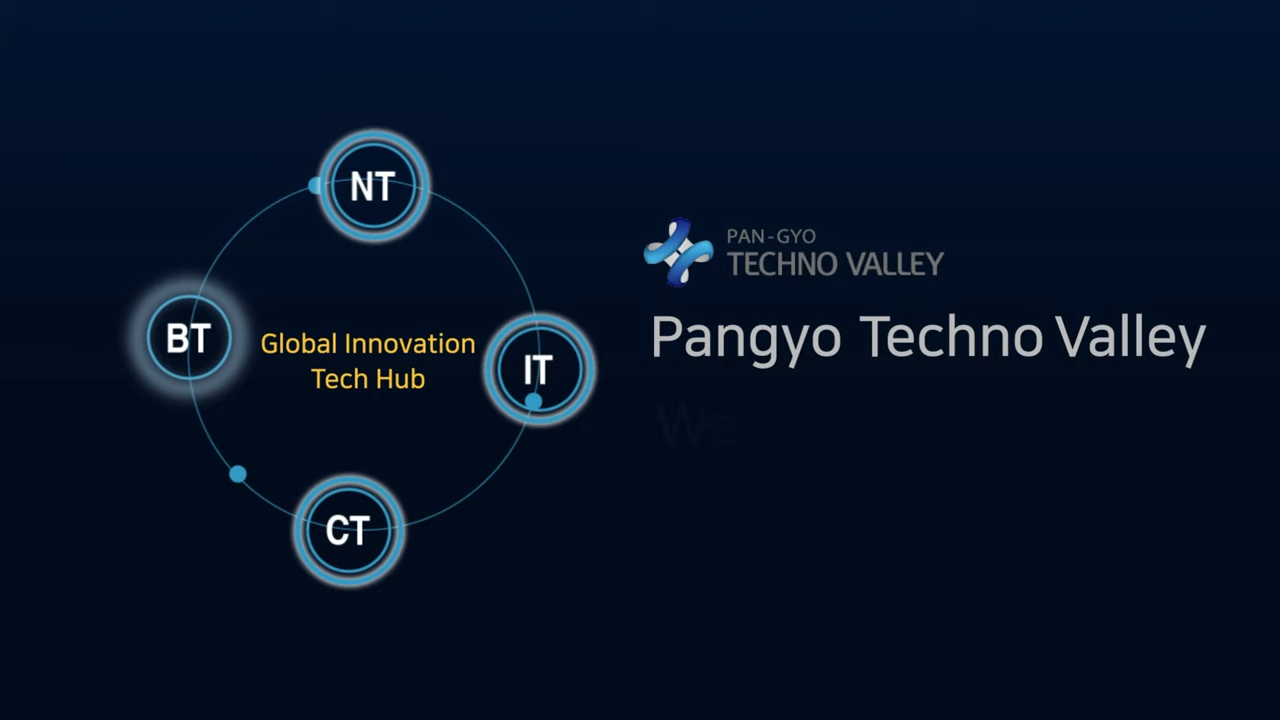 NT
BT
Global Innovation
Tech Hub
IT
CT
PAN-GYO
TECHNO VALLEY
Pangyo Techno Valley